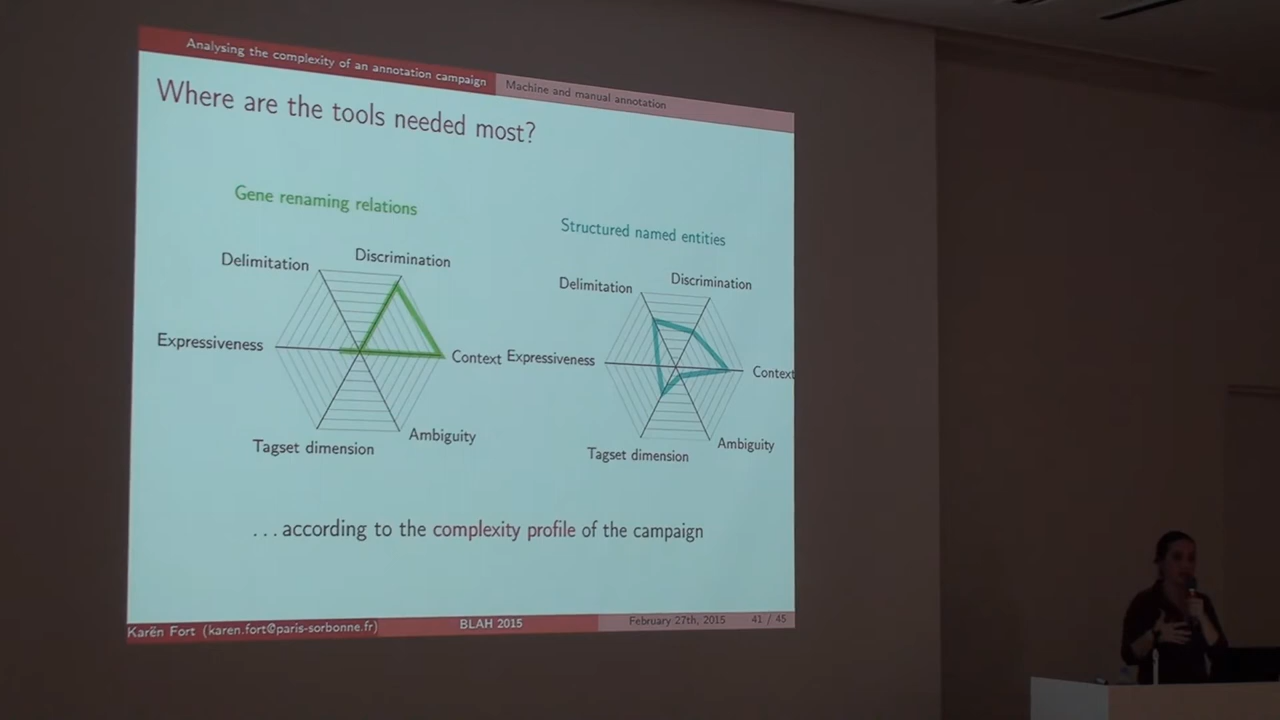 Analysing the complexity of an annotation campaign
Machine and manual annotation
Where are the tools needed most?
Gene renaming relations
Delimitation
Discrimination
Expressiveness
Context
Tagset dimension
Ambiguity
Structured named entities
Delimitation
Discrimination
Expressiveness
Context
Tagset dimension
Ambiguity
...according to the complexity profile of the campaign
Karën Fort (karen.fort@paris-sorbonne.fr)
BLAH 2015
February 27th, 2015
41 / 45